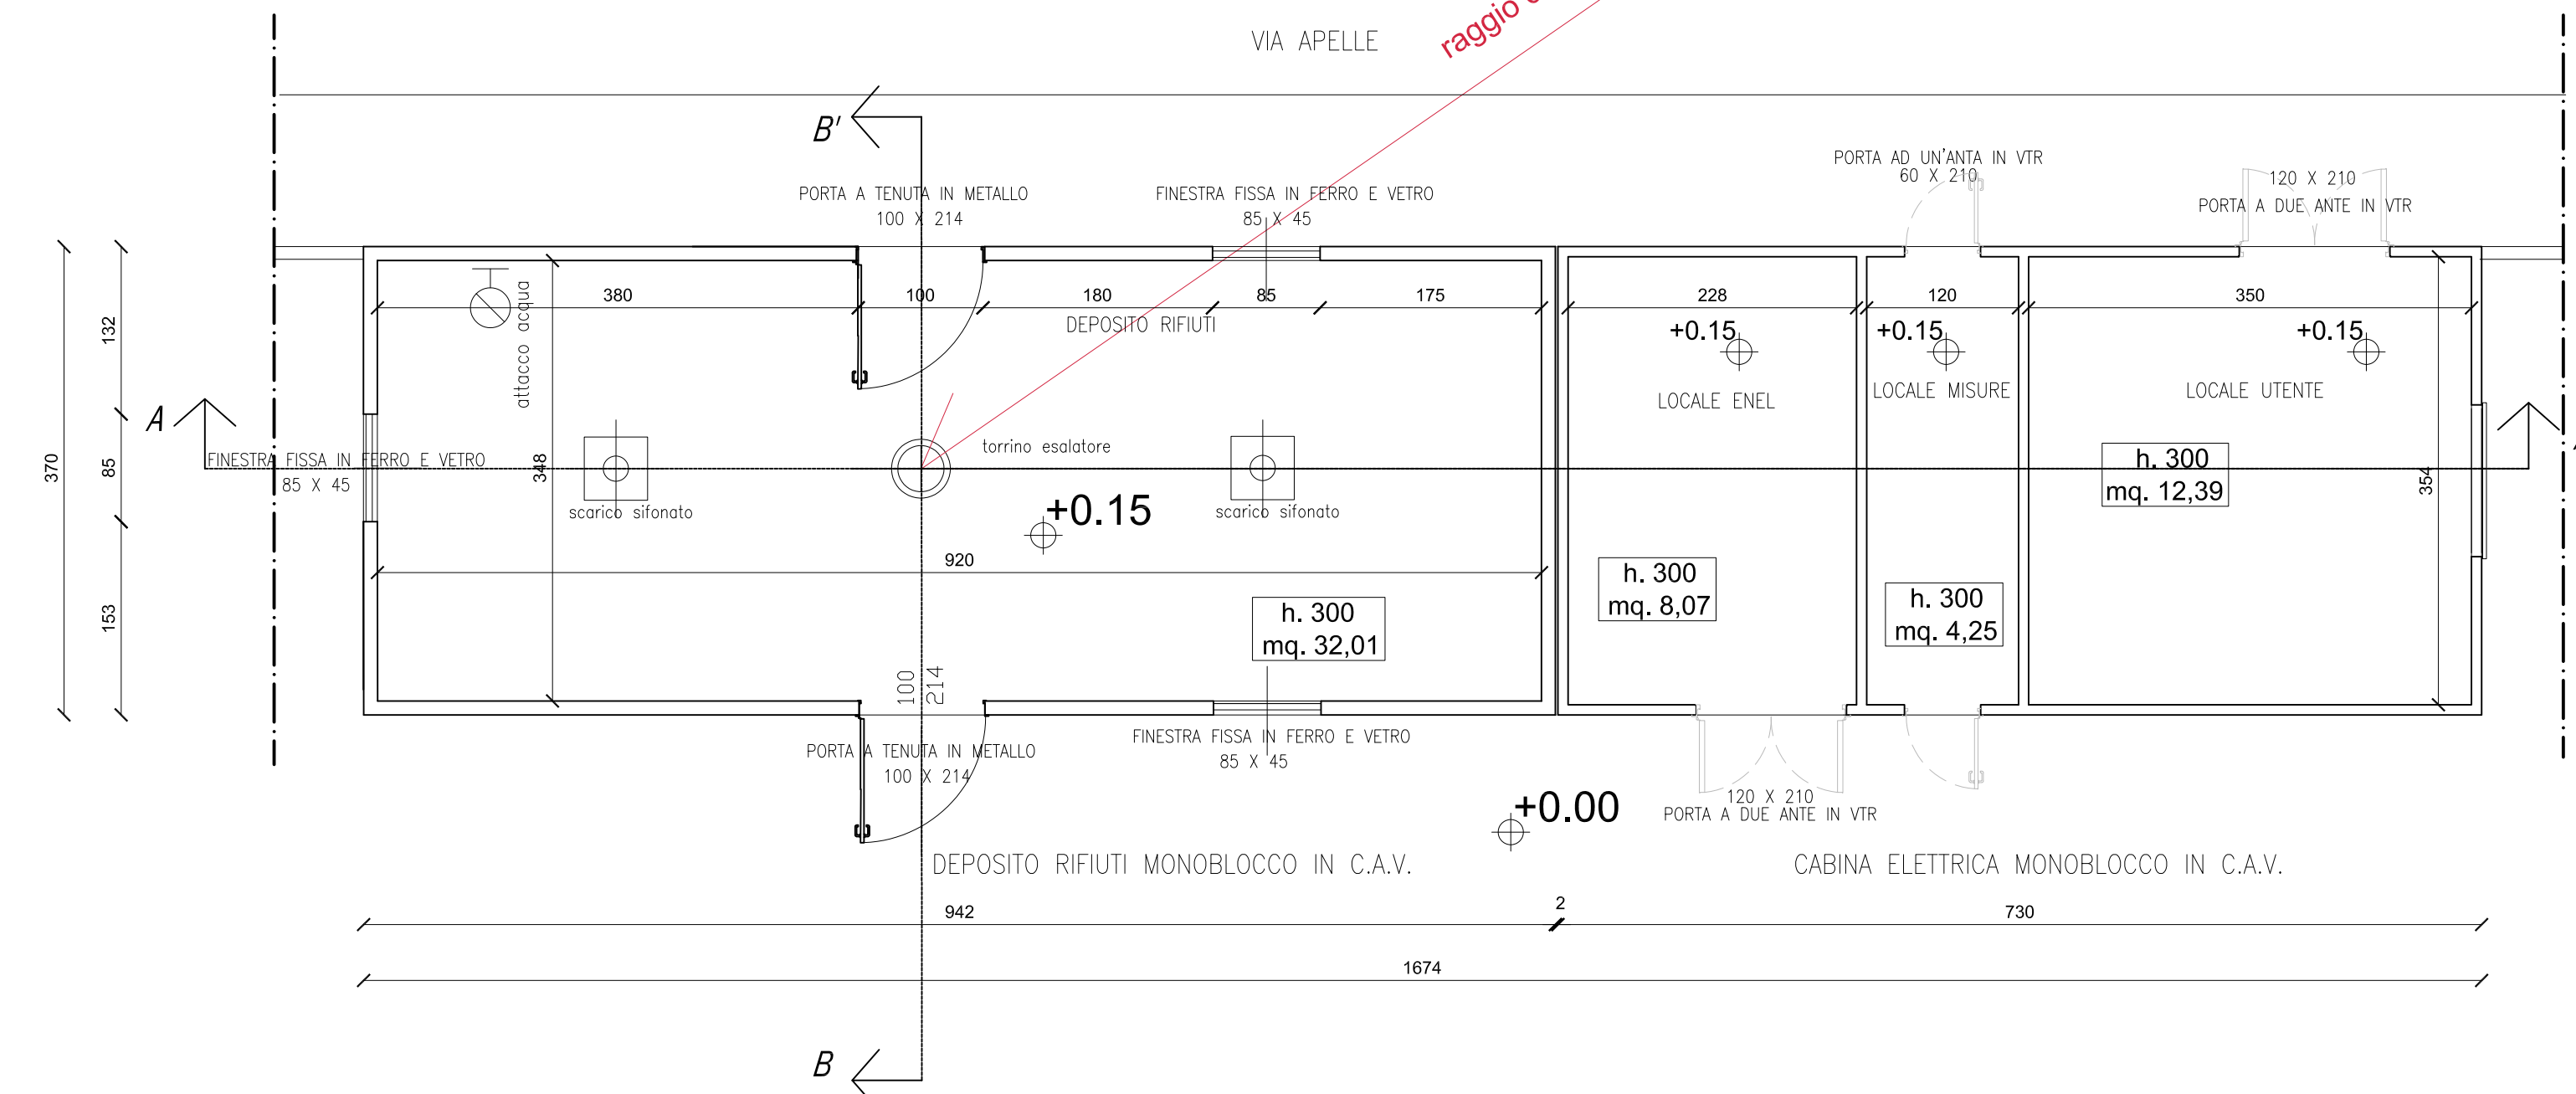 VIA APELLE
raggio
B'
PORTA A TENUTA IN METALLO
100 X 214
FINESTRA FISSA IN FERRO E VETRO
85 X 45
PORTA AD UN'ANTA IN VTR
60 X 210
120 X 210
PORTA A DUE ANTE IN VTR
380
100
180
85
175
228
120
350
DEPOSITO RIFIUTI
attacco acqua
132
85
153
370
348
354
+0.15
+0.15
+0.15
LOCALE ENEL
LOCALE MISURE
LOCALE UTENTE
A
FINESTRA FISSA IN FERRO E VETRO
85 X 45
torrino esalatore
scarico sifonato
scarico sifonato
+0.15
920
h. 300
mq. 12,39
h. 300
mq. 8,07
h. 300
mq. 4,25
h. 300
mq. 32,01
100
214
PORTA A TENUTA IN METALLO
100 X 214
FINESTRA FISSA IN FERRO E VETRO
85 X 45
120 X 210
PORTA A DUE ANTE IN VTR
+0.00
DEPOSITO RIFIUTI MONOBLOCCO IN C.A.V.
CABINA ELETTRICA MONOBLOCCO IN C.A.V.
942
2
730
1674
B